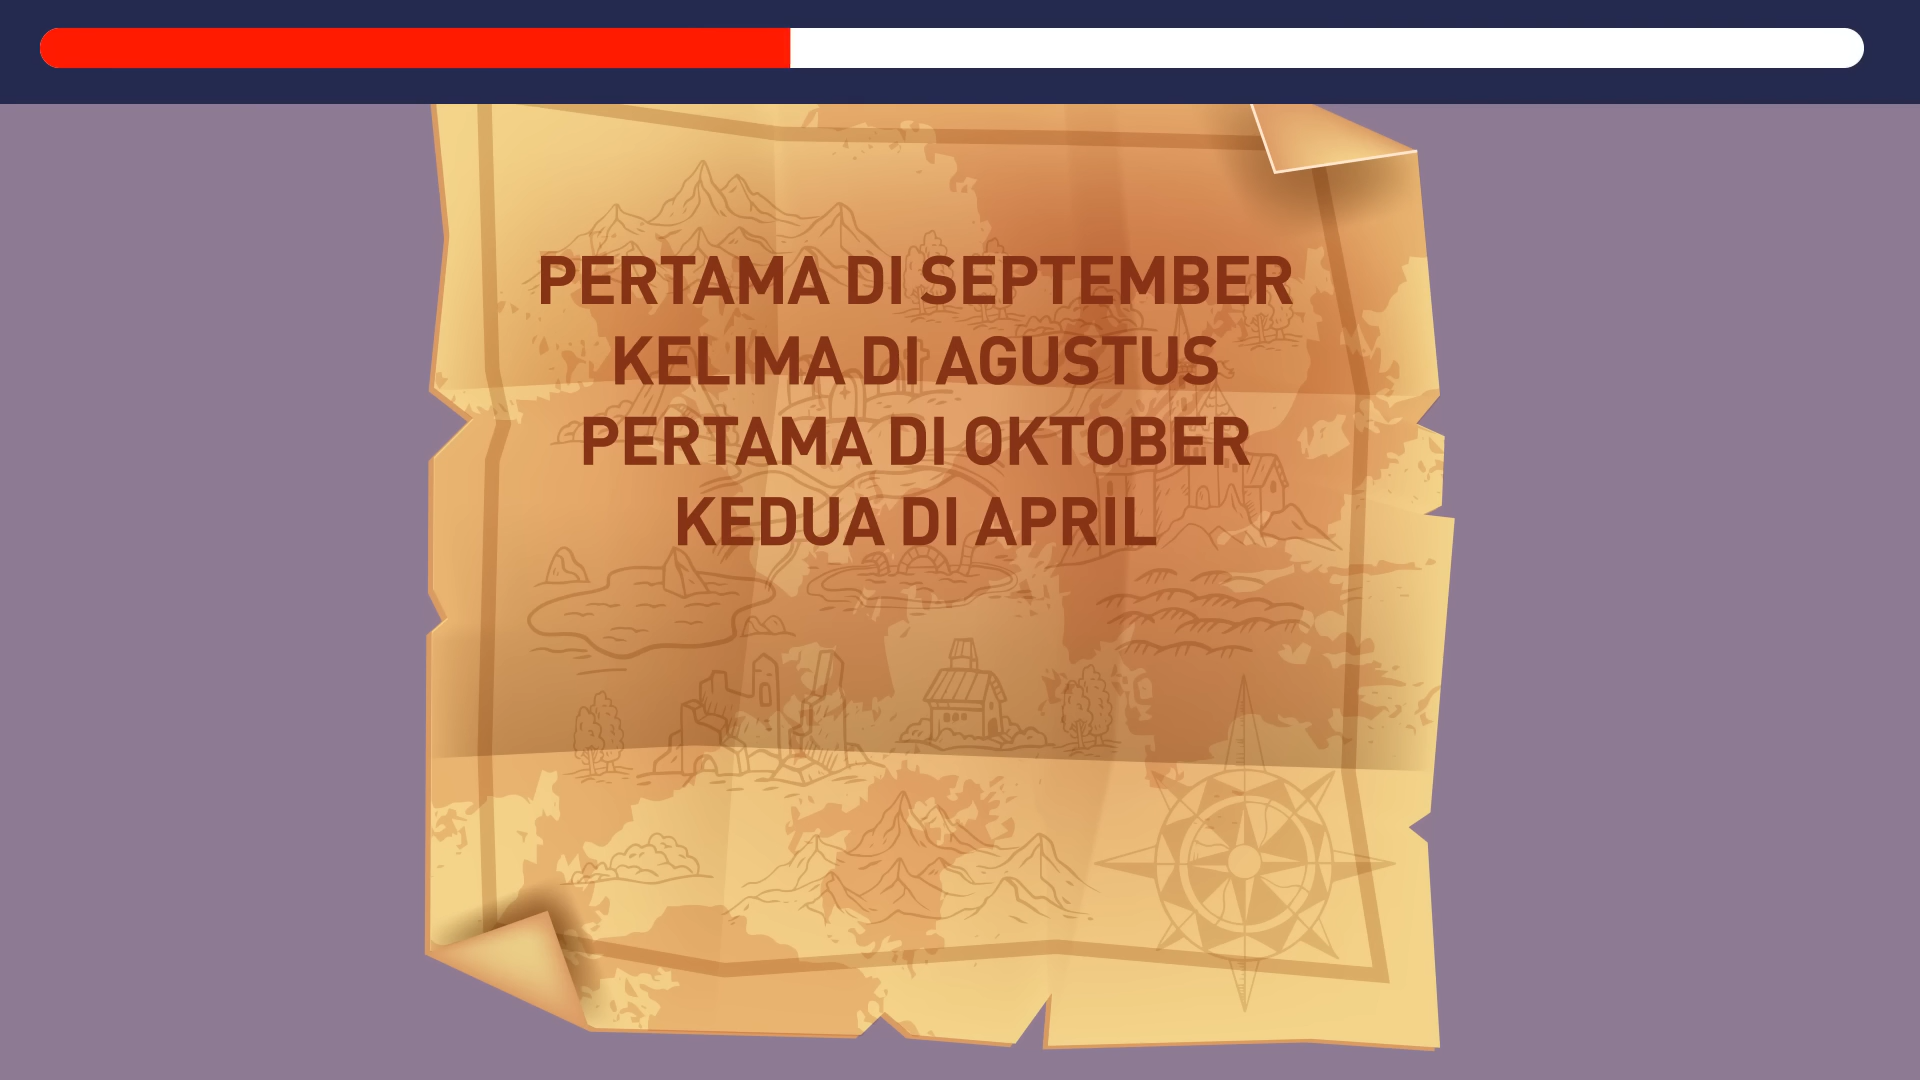 PERTAMA DI SEPTEMBER
KELIMA DI AGUSTUS
PERTAMA DI OKTOBER
KEDUA DI APRIL